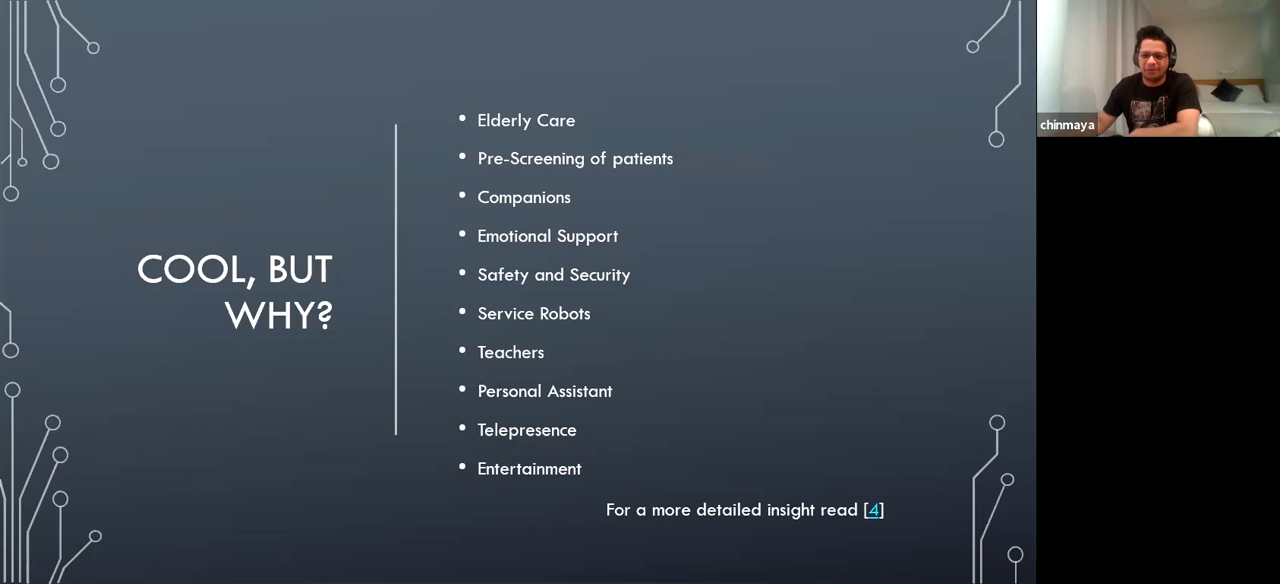 COOL, BUT
WHY?
• Elderly Care
• Pre-Screening of patients
• Companions
• Emotional Support
• Safety and Security
• Service Robots
• Teachers
• Personal Assistant
• Telepresence
• Entertainment
For a more detailed insight read [4]
chinmaya